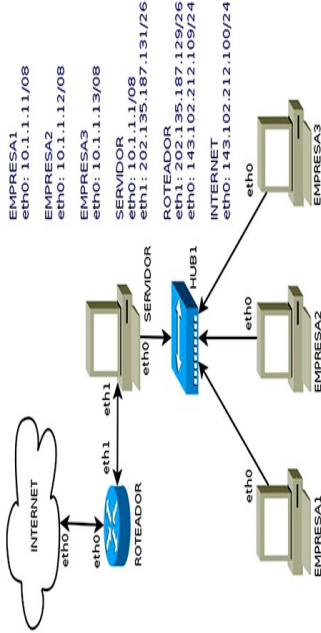 EMPRESA1
eth0: 10.1.1.11/08
EMPRESA2
eth0: 10.1.1.12/08
EMPRESA3
eth0: 10.1.1.13/08
SERVIDOR
eth0: 10.1.1.1/08
eth1: 202.135.187.131/26
ROTEADOR
eth1: 202.135.187.129/26
eth0: 143.102.212.109/24
INTERNET
eth0: 143.102.212.100/24
INTERNET
eth0
eth0
ROTEADOR
eth1
eth1
SERVIDOR
eth0
HUB1
eth0
EMPRESA1
eth0
EMPRESA2
eth0
EMPRESA3